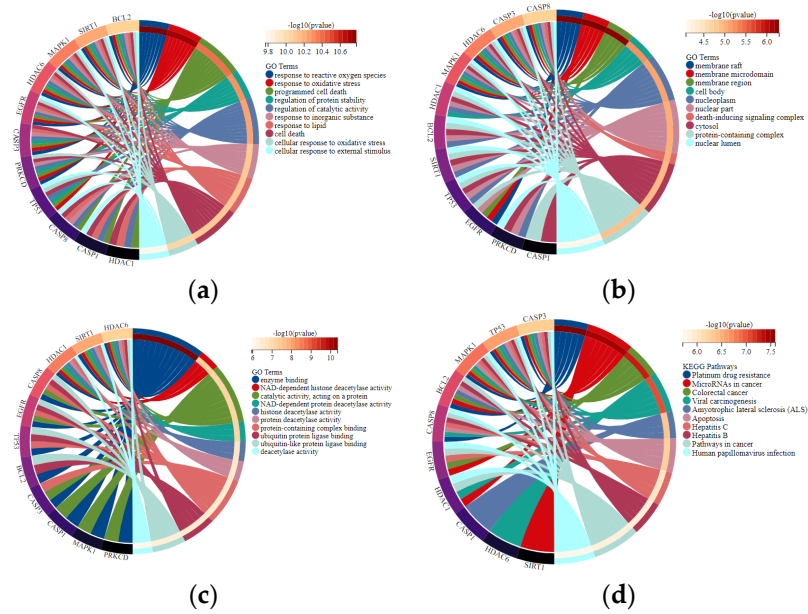 -log10(pvalue)
9.8 10.0 10.2 10.4 10.6
GO Terms
response to reactive oxygen species
response to oxidative stress
programmed cell death
regulation of protein stability
regulation of catalytic activity
response to inorganic substance
response to lipid
cell death
cellular response to oxidative stress
cellular response to external stimulus
BCL2
SIRT1
MAPK1
HDAC6
EGFR
CASP3
PRKCD
TP53
CASP8
CASP1
HDAC1
(a)
-log10(pvalue)
4.5 5.0 5.5 6.0
GO Terms
membrane raft
membrane microdomain
membrane region
cell body
nucleoplasm
nuclear part
death-inducing signaling complex
cytosol
protein-containing complex
nuclear lumen
CASP8
CASP3
HDAC6
MAPK1
HDAC1
BCL2
SIRT1
TP53
EGFR
PRKCD
CASP1
(b)
-log10(pvalue)
6 7 8 9 10
GO Terms
enzyme binding
NAD-dependent histone deacetylase activity
catalytic activity, acting on a protein
NAD-dependent protein deacetylase activity
histone deacetylase activity
protein deacetylase activity
protein-containing complex binding
ubiquitin protein ligase binding
ubiquitin-like protein ligase binding
deacetylase activity
HDAC6
SIRT1
HDAC1
CASP8
EGFR
TP53
BCL2
CASP3
CASP1
MAPK1
PRKCD
(c)
-log10(pvalue)
6.0 6.5 7.0 7.5
KEGG Pathways
Platinum drug resistance
MicroRNAs in cancer
Colorectal cancer
Viral carcinogenesis
Amyotrophic lateral sclerosis (ALS)
Apoptosis
Hepatitis C
Hepatitis B
Pathways in cancer
Human papillomavirus infection
CASP3
TP53
MAPK1
BCL2
CASP8
EGFR
HDAC1
CASP1
HDAC6
SIRT1
(d)